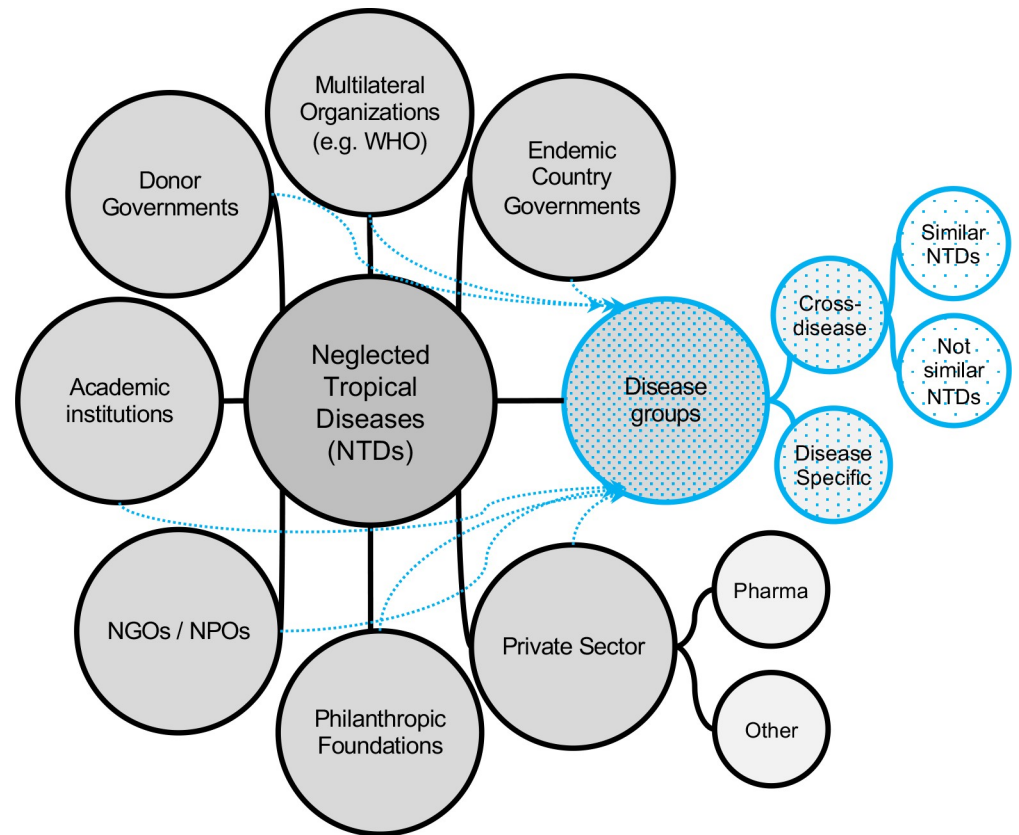 Multilateral
Organizations
(e.g. WHO)
Endemic
Country
Governments
Donor
Governments
Similar
NTDs
Cross-
disease
Neglected
Tropical
Diseases
(NTDs)
Academic
institutions
Disease
groups
Not
similar
NTDs
Disease
Specific
NGOs / NPOs
Philanthropic
Foundations
Private Sector
Pharma
Other